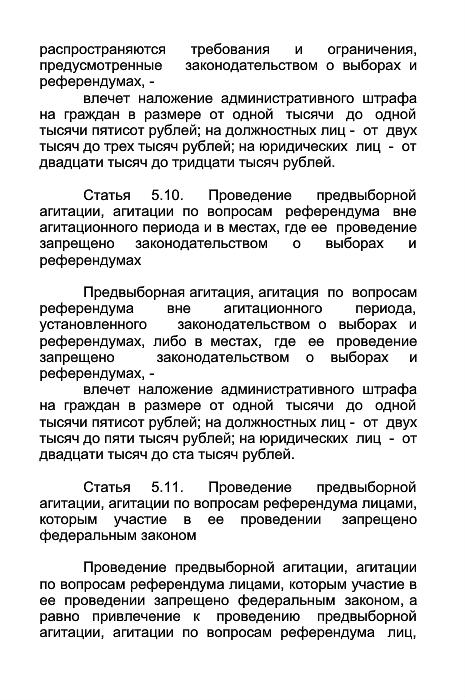 распространяются требования и ограничения,
предусмотренные законодательством о выборах и
референдумах, -
влечет наложение административного штрафа
на граждан в размере от одной тысячи до одной
тысячи пятисот рублей; на должностных лиц - от двух
тысяч до трех тысяч рублей; на юридических лиц - от
двадцати тысяч до тридцати тысяч рублей.
Статья 5.10. Проведение предвыборной
агитации, агитации по вопросам референдума вне
агитационного периода и в местах, где ее проведение
запрещено законодательством о выборах и
референдумах
Предвыборная агитация, агитация по вопросам
референдума вне агитационного периода,
установленного законодательством о выборах и
референдумах, либо в местах, где ее проведение
запрещено законодательством о выборах и
референдумах, -
влечет наложение административного штрафа
на граждан в размере от одной тысячи до одной
тысячи пятисот рублей; на должностных лиц - от двух
тысяч до пяти тысяч рублей; на юридических лиц - от
двадцати тысяч до ста тысяч рублей.
Статья 5.11. Проведение предвыборной
агитации, агитации по вопросам референдума лицами,
которым участие в ее проведении запрещено
федеральным законом
Проведение предвыборной агитации, агитации
по вопросам референдума лицами, которым участие в
ее проведении запрещено федеральным законом, а
равно привлечение к проведению предвыборной
агитации, агитации по вопросам референдума лиц,